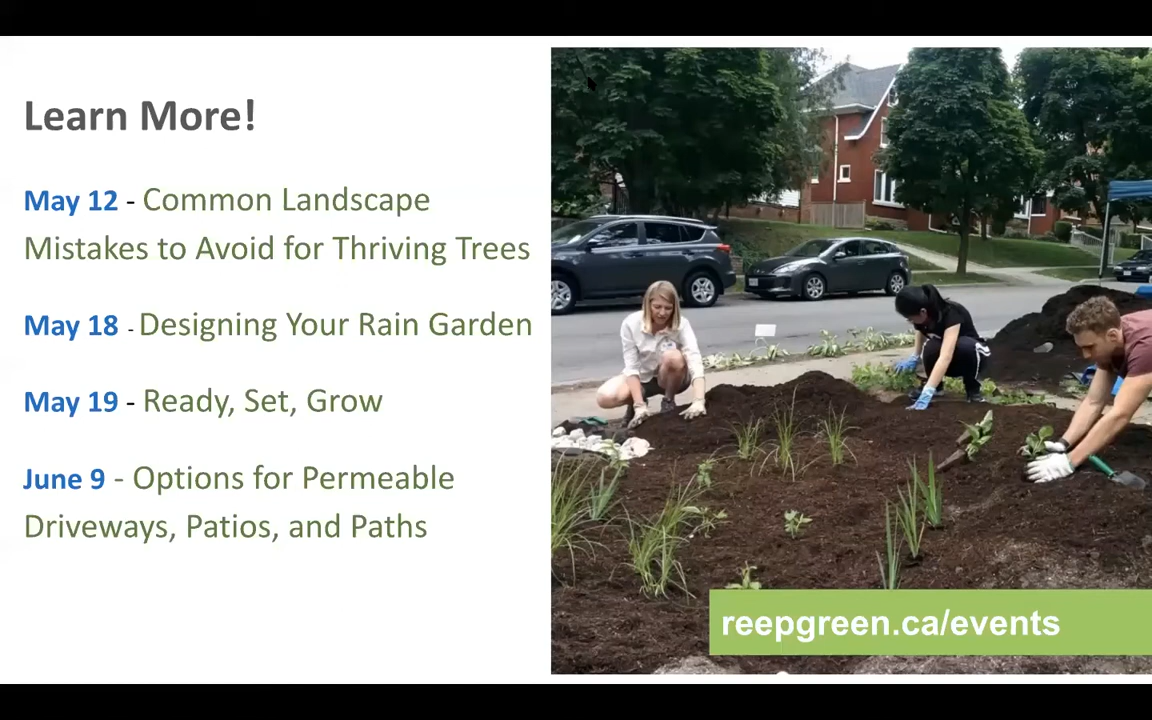 Learn More!
May 12 - Common Landscape
Mistakes to Avoid for Thriving Trees
May 18 - Designing Your Rain Garden
May 19 - Ready, Set, Grow
June 9 - Options for Permeable
Driveways, Patios, and Paths
reepgreen.ca/events